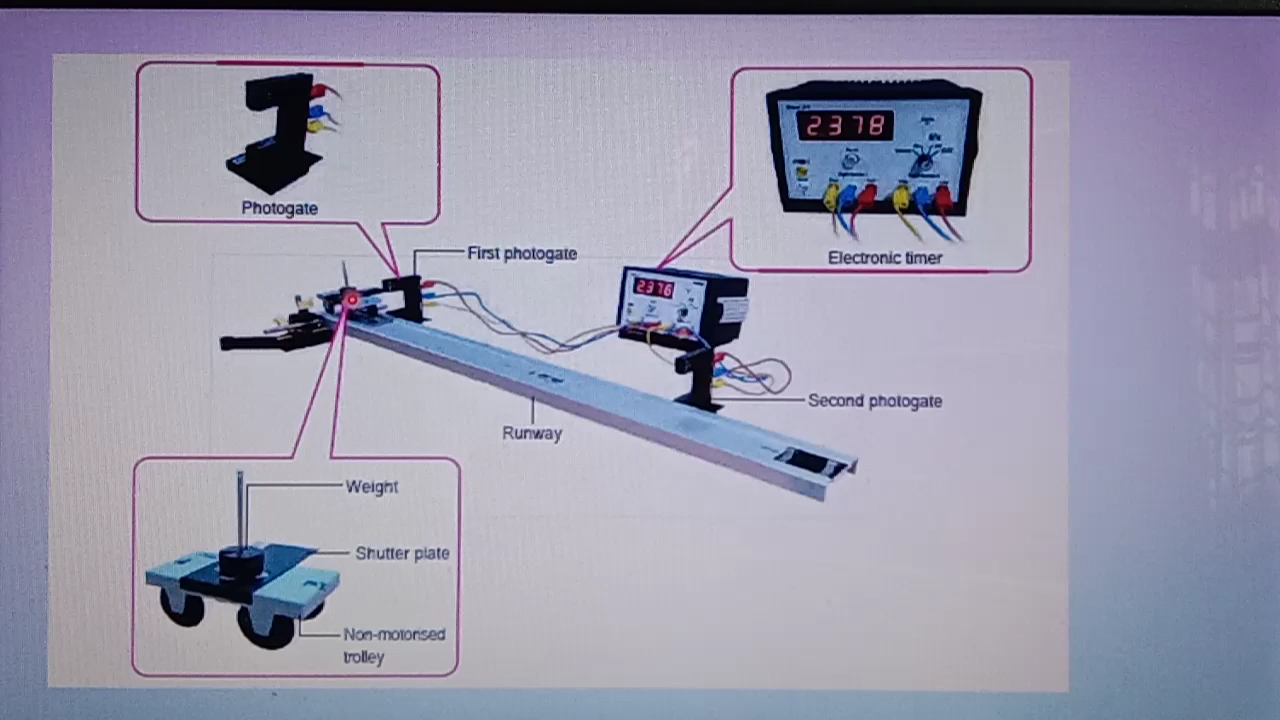 2378
Photogate
Electronic timer
First photogate
2376
Second photogate
Runway
Weight
Shutter plate
Non-motorised
trolley